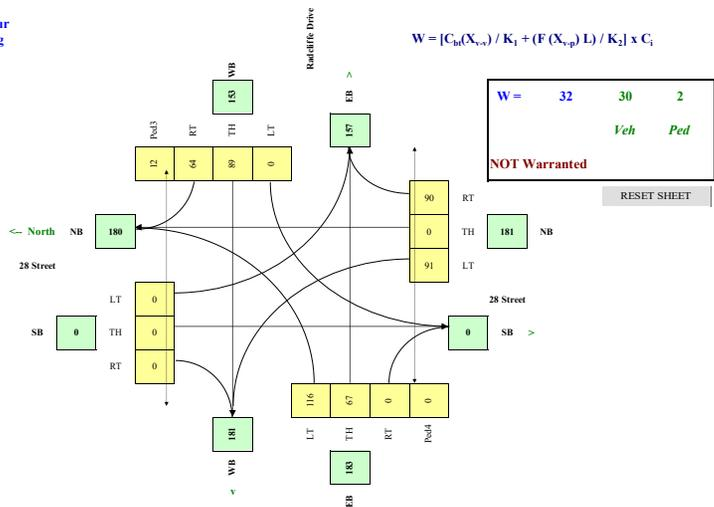 ur
g
Radcliffe Drive
W = [Cbt(Xv-v) / K1 + (F (Xv-p) L) / K2] x Ci
WB
153
^
EB
157
W = 32 30 2
Veh Ped
NOT Warranted
RESET SHEET
Ped3 RT TH LT
12 64 89 0
90 RT
0 TH
91 LT
181 NB
<-- North NB 180
28 Street
28 Street
LT 0
TH 0
RT 0
SB 0
0 SB >
116 67 0 0
LT TH RT Ped4
181
WB
v
183
EB